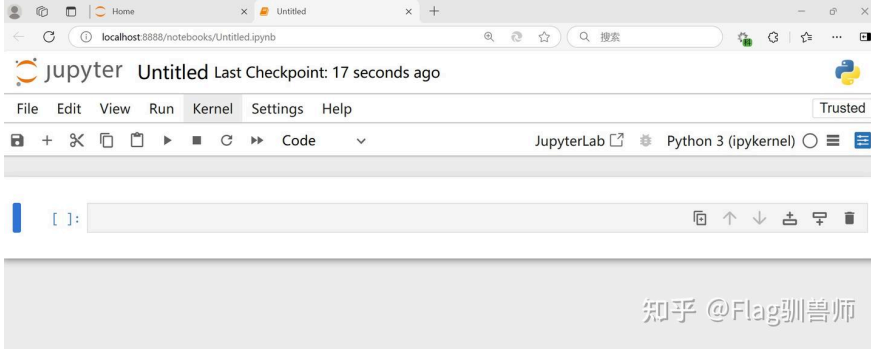 Home
Untitled
localhost:8888/notebooks/Untitled.ipynb
搜索
jupyter Untitled Last Checkpoint: 17 seconds ago
File Edit View Run Kernel Settings Help Trusted
Code JupyterLab Python 3 (ipykernel)
[ ]:
知乎 @Flag驯兽师